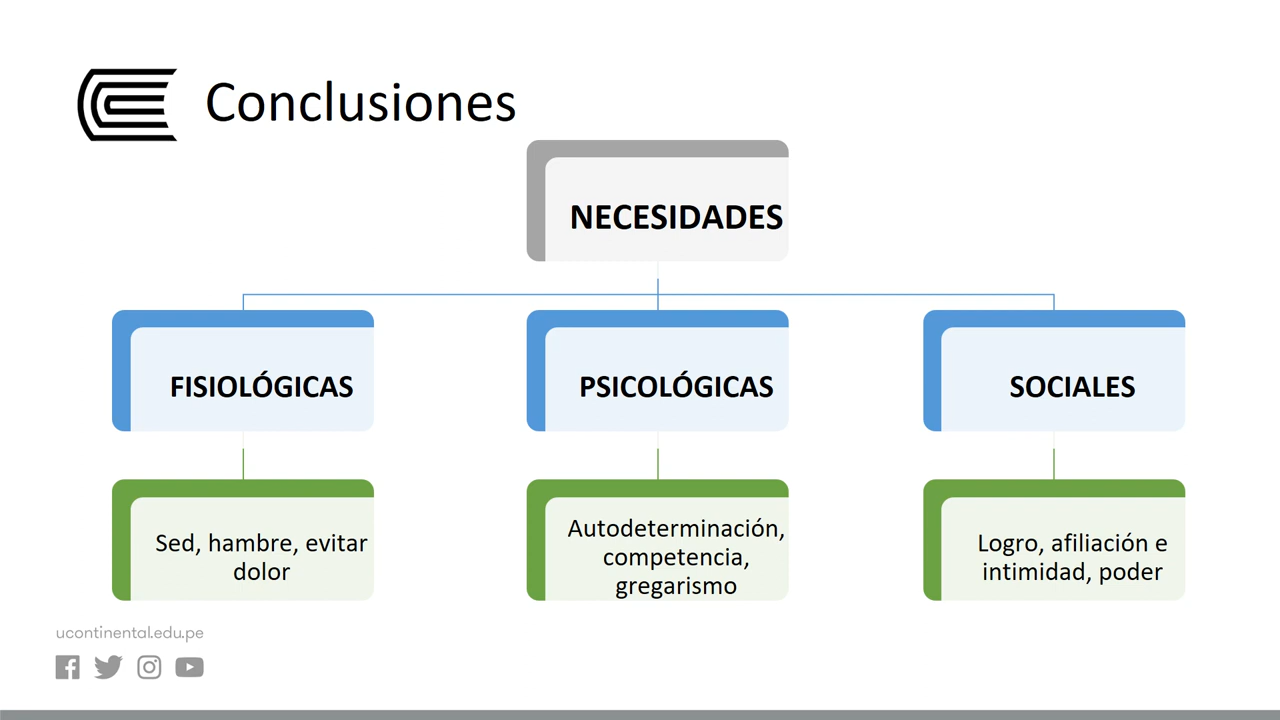 Conclusiones
NECESIDADES
FISIOLÓGICAS
PSICOLÓGICAS
SOCIALES
Sed, hambre, evitar
dolor
Autodeterminación,
competencia,
gregarismo
Logro, afiliación e
intimidad, poder
ucontinental.edu.pe